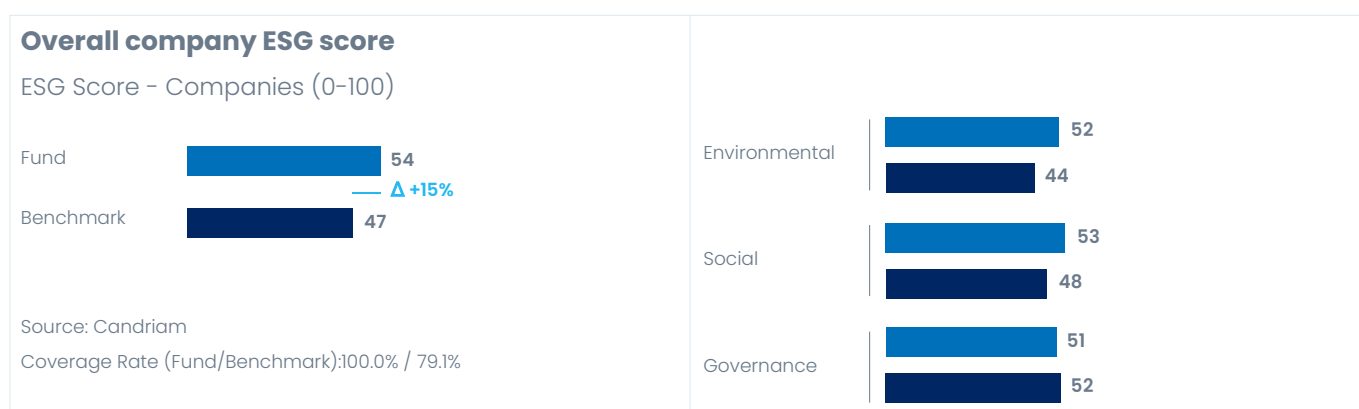 Overall company ESG score
ESG Score - Companies (0-100)
Fund
54
Δ +15%
Benchmark
47
Source: Candriam
Coverage Rate (Fund/Benchmark):100.0% / 79.1%
Environmental
52
44
Social
53
48
Governance
51
52